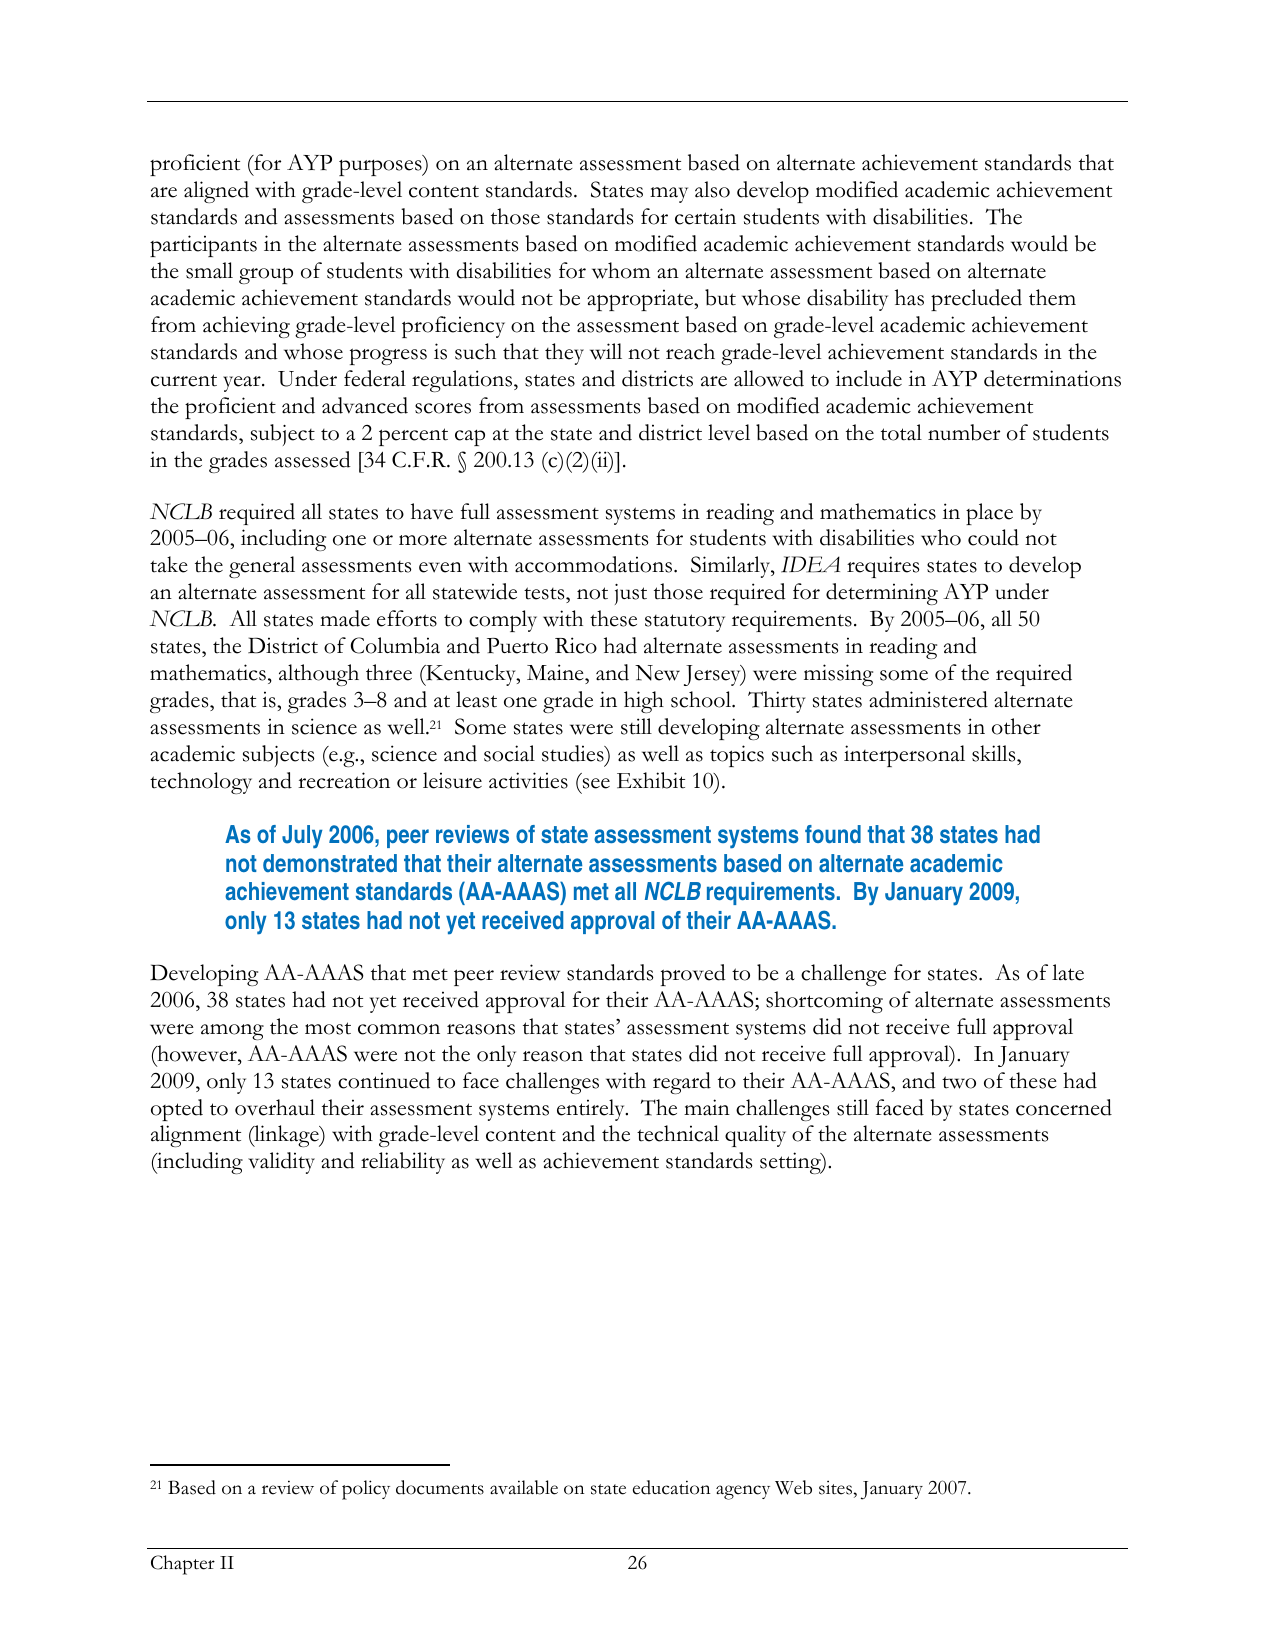 proficient (for AYP purposes) on an alternate assessment based on alternate achievement standards that
are aligned with grade-level content standards.  States may also develop modified academic achievement
standards and assessments based on those standards for certain students with disabilities.  The
participants in the alternate assessments based on modified academic achievement standards would be
the small group of students with disabilities for whom an alternate assessment based on alternate
academic achievement standards would not be appropriate, but whose disability has precluded them
from achieving grade-level proficiency on the assessment based on grade-level academic achievement
standards and whose progress is such that they will not reach grade-level achievement standards in the
current year.  Under federal regulations, states and districts are allowed to include in AYP determinations
the proficient and advanced scores from assessments based on modified academic achievement
standards, subject to a 2 percent cap at the state and district level based on the total number of students
in the grades assessed [34 C.F.R. § 200.13 (c)(2)(ii)].
NCLB required all states to have full assessment systems in reading and mathematics in place by
2005–06, including one or more alternate assessments for students with disabilities who could not
take the general assessments even with accommodations.  Similarly, IDEA requires states to develop
an alternate assessment for all statewide tests, not just those required for determining AYP under
NCLB.  All states made efforts to comply with these statutory requirements.  By 2005–06, all 50
states, the District of Columbia and Puerto Rico had alternate assessments in reading and
mathematics, although three (Kentucky, Maine, and New Jersey) were missing some of the required
grades, that is, grades 3–8 and at least one grade in high school.  Thirty states administered alternate
assessments in science as well.21  Some states were still developing alternate assessments in other
academic subjects (e.g., science and social studies) as well as topics such as interpersonal skills,
technology and recreation or leisure activities (see Exhibit 10).
As of July 2006, peer reviews of state assessment systems found that 38 states had
not demonstrated that their alternate assessments based on alternate academic
achievement standards (AA-AAAS) met all NCLB requirements.  By January 2009,
only 13 states had not yet received approval of their AA-AAAS.
Developing AA-AAAS that met peer review standards proved to be a challenge for states.  As of late
2006, 38 states had not yet received approval for their AA-AAAS; shortcoming of alternate assessments
were among the most common reasons that states' assessment systems did not receive full approval
(however, AA-AAAS were not the only reason that states did not receive full approval).  In January
2009, only 13 states continued to face challenges with regard to their AA-AAAS, and two of these had
opted to overhaul their assessment systems entirely.  The main challenges still faced by states concerned
alignment (linkage) with grade-level content and the technical quality of the alternate assessments
(including validity and reliability as well as achievement standards setting).
21 Based on a review of policy documents available on state education agency Web sites, January 2007.
Chapter II 26